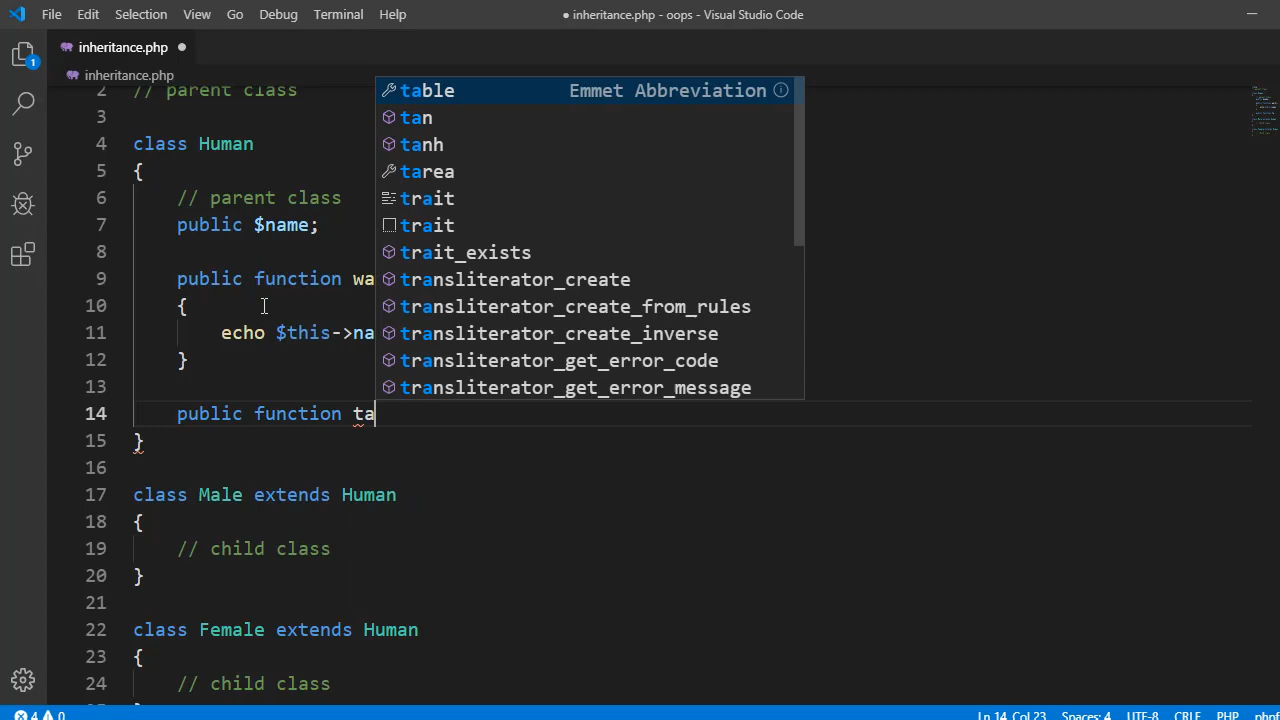 File Edit Selection View Go Debug Terminal Help ● inheritance.php - oops - Visual Studio Code
inheritance.php ●
1
inheritance.php
2 // parent class
3
4 class Human
5 {
6 // parent class
7 public $name;
8
9 public function wa
10 {
11 echo $this->na
12 }
13
14 public function ta
15 }
16
17 class Male extends Human
18 {
19 // child class
20 }
21
22 class Female extends Human
23 {
24 // child class
table Emmet Abbreviation
tan
tanh
tarea
trait
trait
trait_exists
transliterator_create
transliterator_create_from_rules
transliterator_create_inverse
transliterator_get_error_code
transliterator_get_error_message
4 0 Ln 14, Col 23 Spaces: 4 UTF-8 CRLF PHP